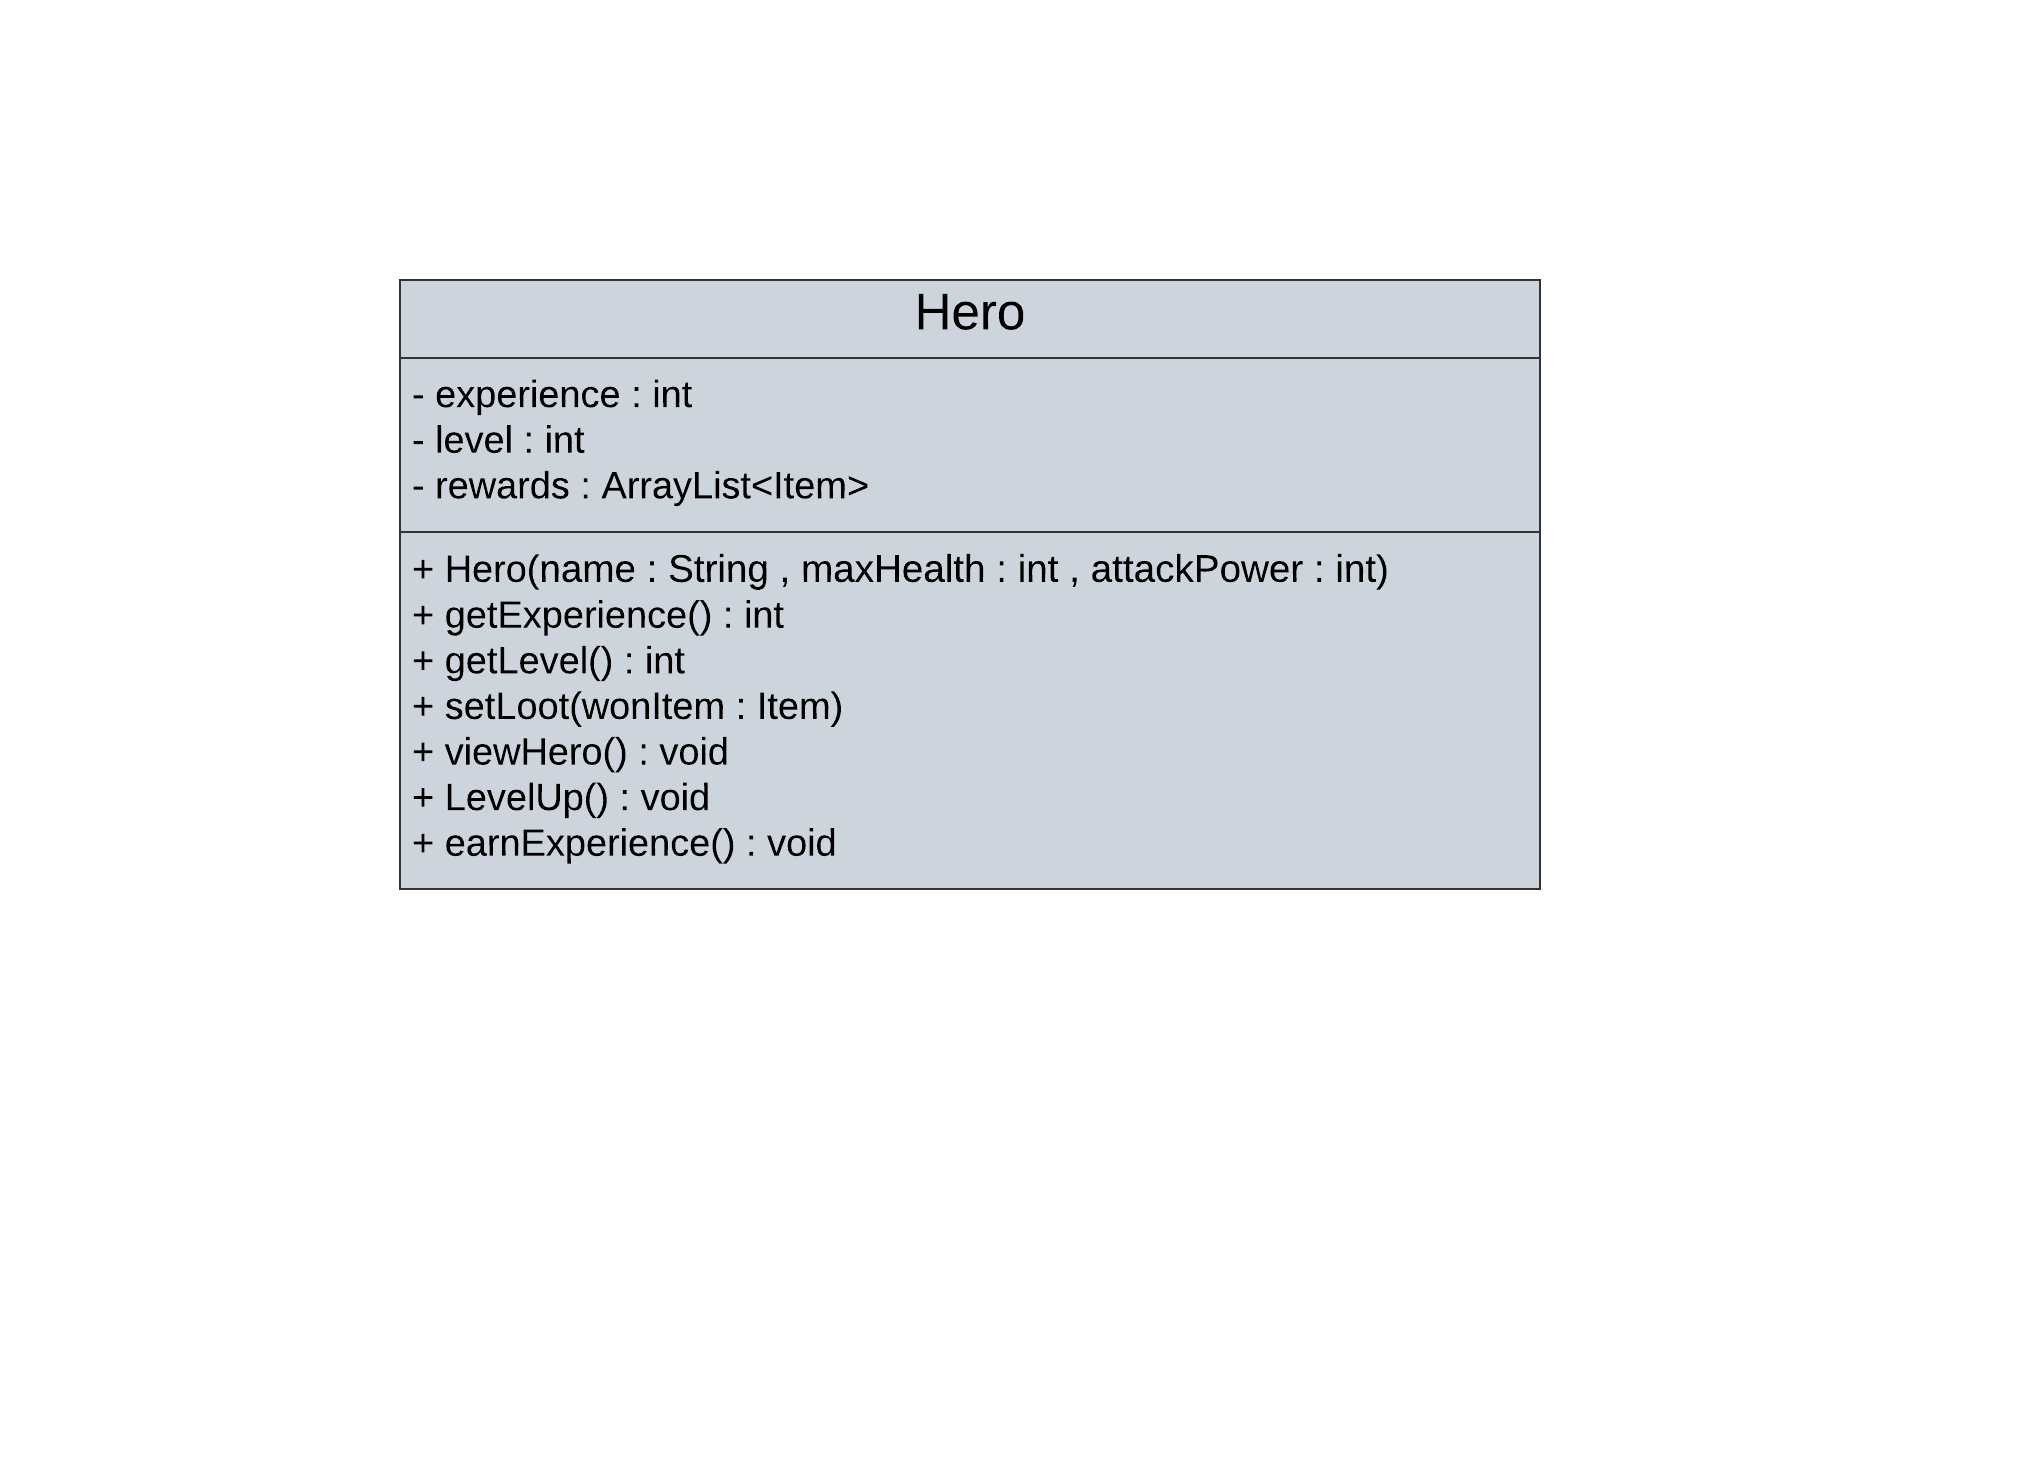 Hero
- experience : int
- level : int
- rewards : ArrayList<Item>
+ Hero(name : String , maxHealth : int , attackPower : int)
+ getExperience() : int
+ getLevel() : int
+ setLoot(wonItem : Item)
+ viewHero() : void
+ LevelUp() : void
+ earnExperience() : void